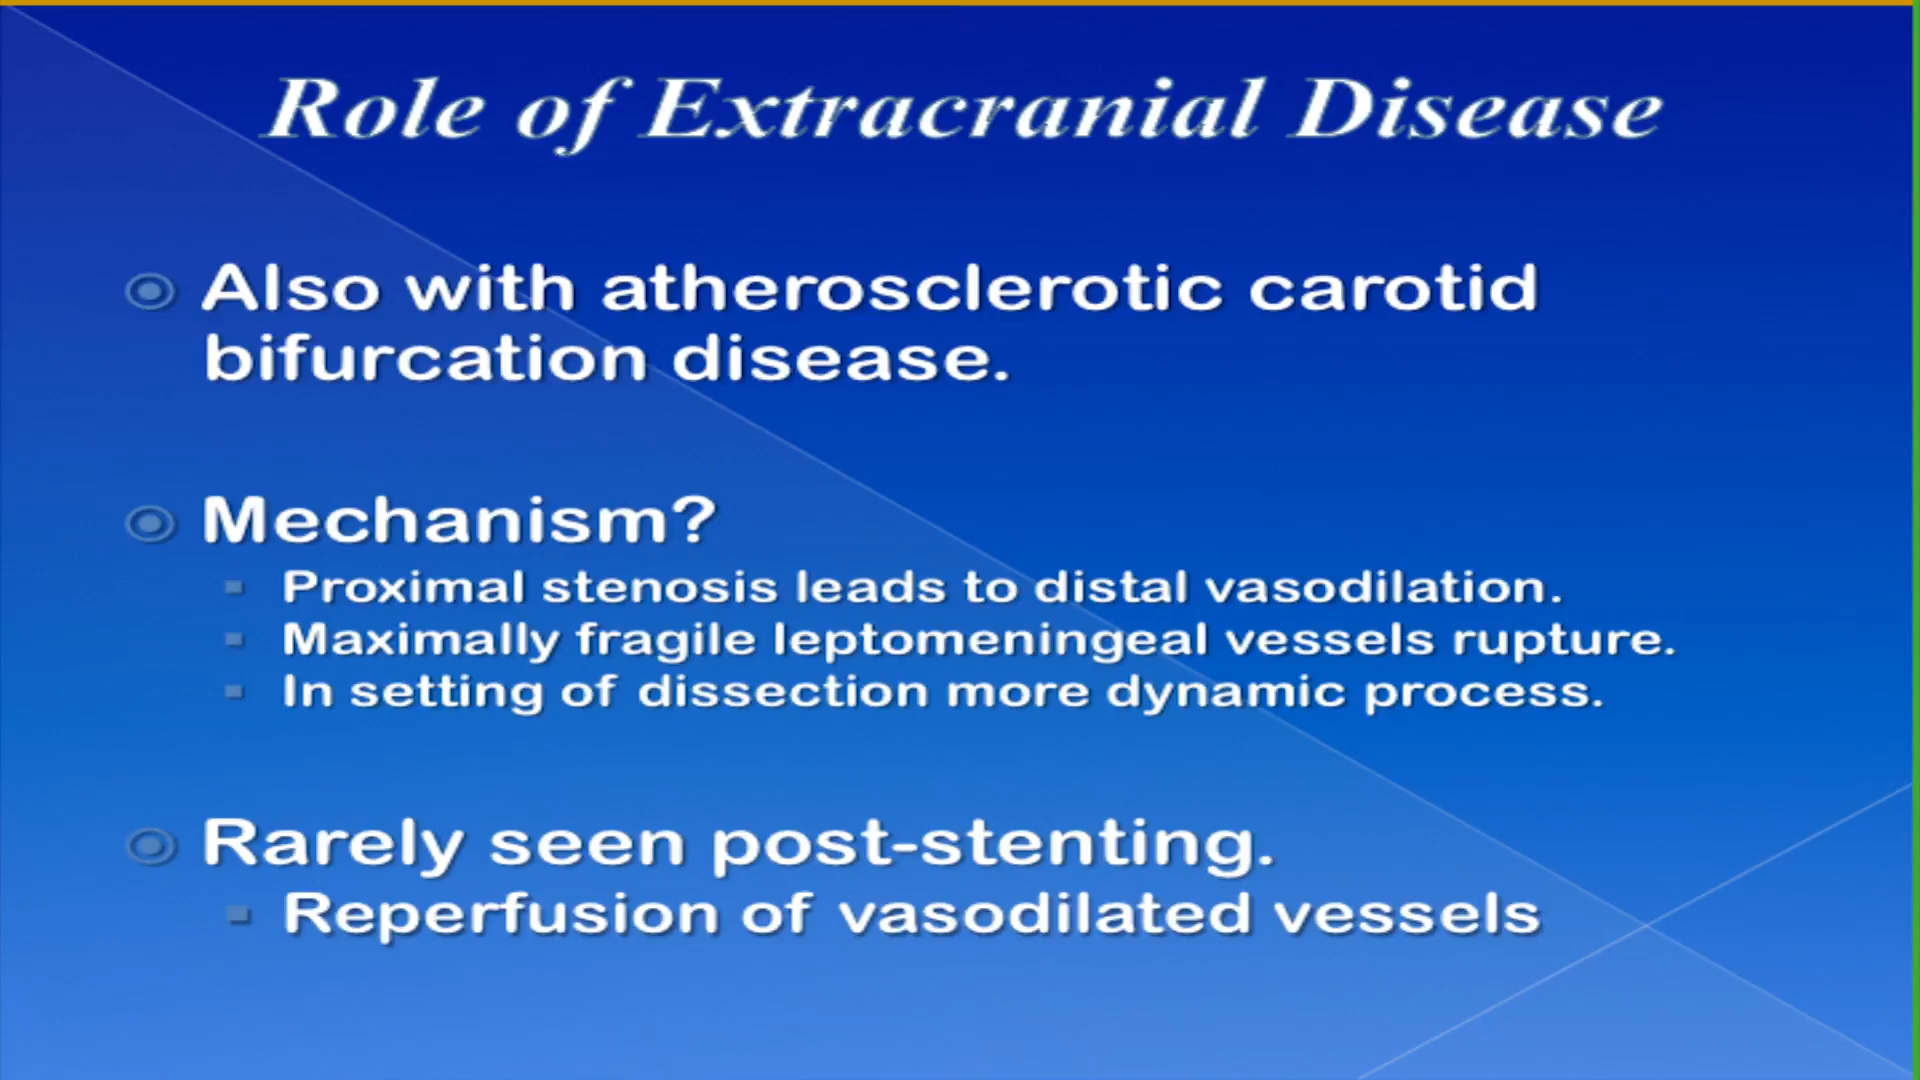 Role of Extracranial Disease
Also with atherosclerotic carotid
bifurcation disease.
Mechanism?
Proximal stenosis leads to distal vasodilation.
Maximally fragile leptomeningeal vessels rupture.
In setting of dissection more dynamic process.
Rarely seen post-stenting.
Reperfusion of vasodilated vessels